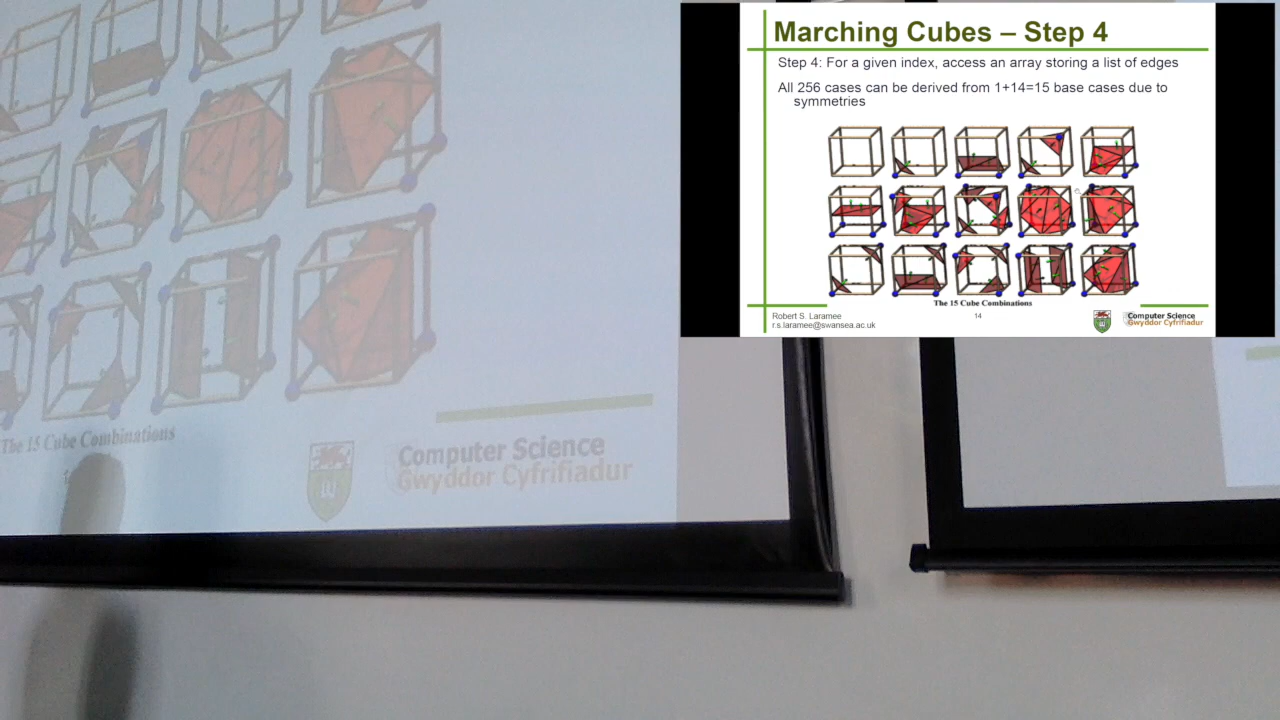 Marching Cubes – Step 4
Step 4: For a given index, access an array storing a list of edges
All 256 cases can be derived from 1+14=15 base cases due to
symmetries
The 15 Cube Combinations
Robert S. Laramee
r.s.laramee@swansea.ac.uk
14
Computer Science
Gwyddor Cyfrifiadur
The 15 Cube Combinations
Computer Science
Gwyddor Cyfrifiadur